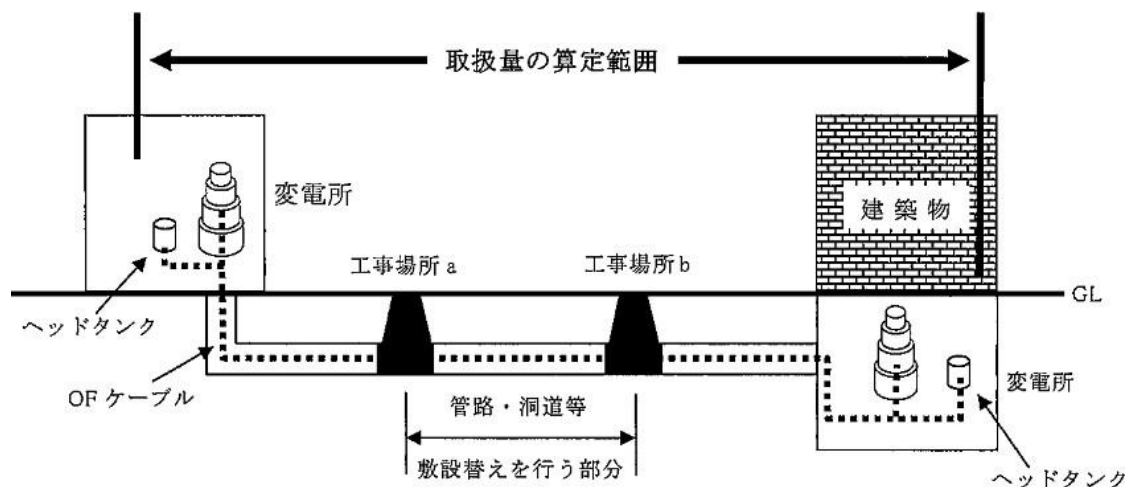 取扱量の算定範囲
変電所
建築物
工事場所 a
工事場所 b
GL
ヘッドタンク
OF ケーブル
変電所
管路・洞道等
敷設替えを行う部分
ヘッドタンク